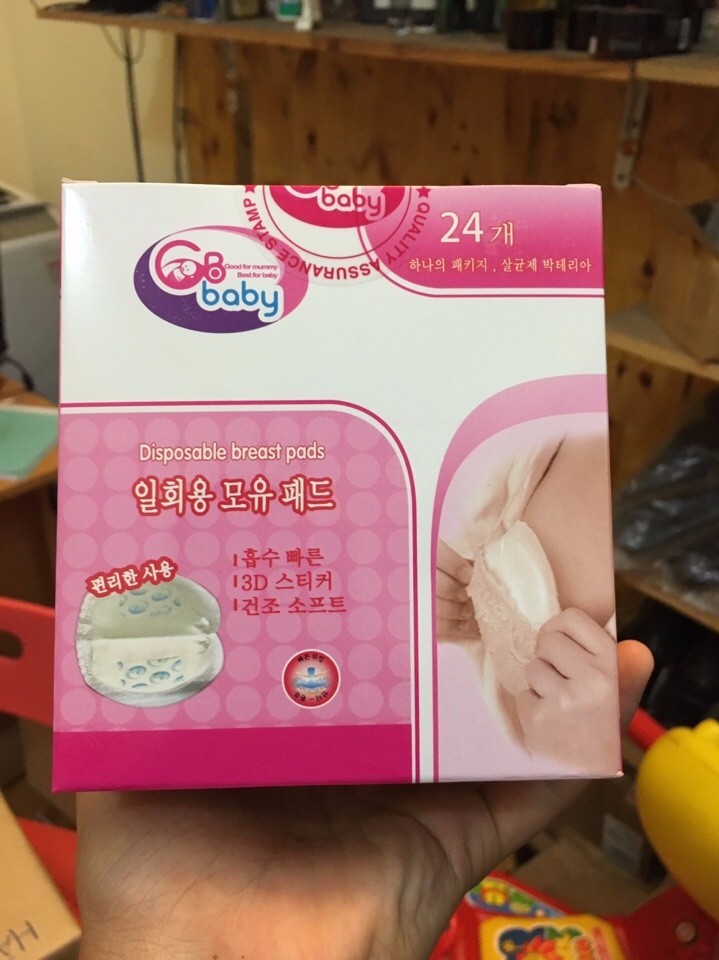 baby
QUALITY ASSURANCE STAMP
24개
하나의 패키지 , 살균제 박테리아
GB
Good for mummy
Best for baby
baby
Disposable breast pads
일회용 모유 패드
흡수 빠른
3D 스티커
건조 소프트
편리한 사용